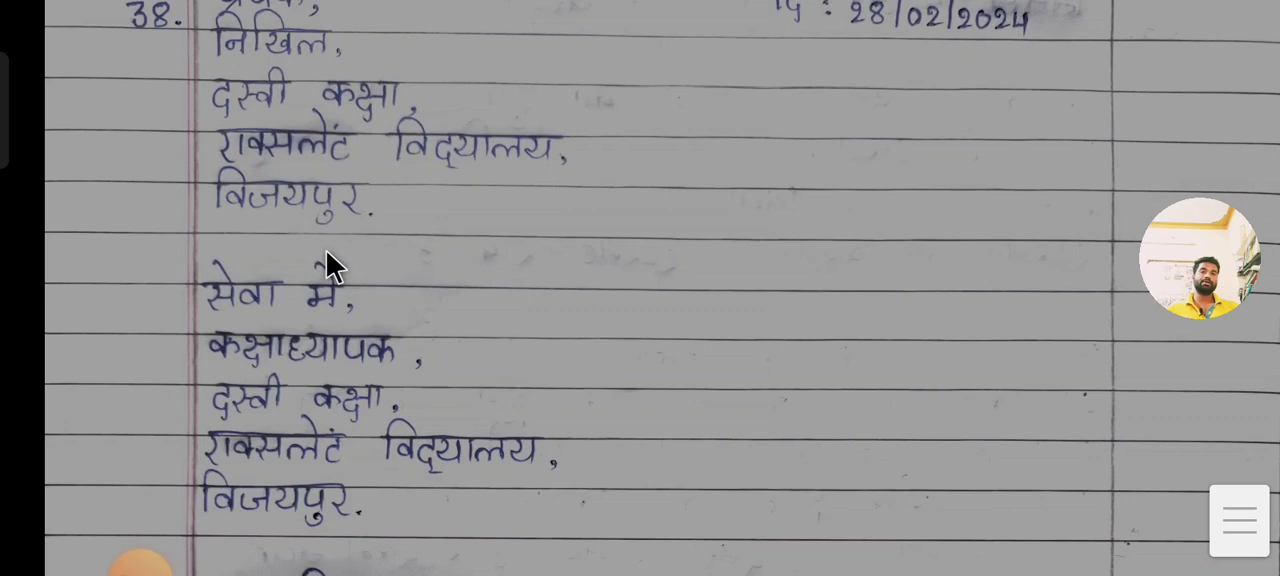 38.
दि : 28/02/2024
निखिल,
दस्वी कक्षा,
राक्सलेंट विद्यालय,
विजयपुर.
सेवा में,
कक्षाध्यापक,
दस्वी कक्षा,
राक्सलेटं विद्यालय,
विजयपुर.